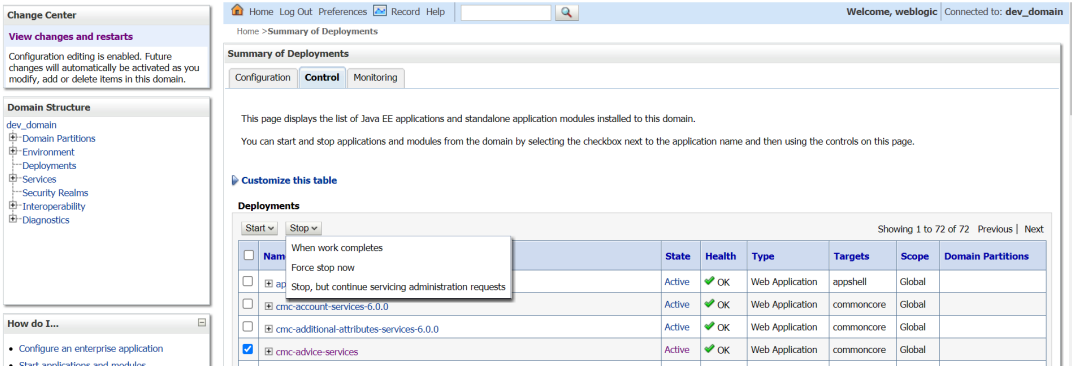 Change Center
View changes and restarts
Configuration editing is enabled. Future
changes will automatically be activated as you
modify, add or delete items in this domain.
Domain Structure
dev_domain
Domain Partitions
Environment
Deployments
Services
Security Realms
Interoperability
Diagnostics
How do I...
Configure an enterprise application
Start applications and modules
Home Log Out Preferences Record Help
Welcome, weblogic Connected to: dev_domain
Home >Summary of Deployments
Summary of Deployments
Configuration Control Monitoring
This page displays the list of Java EE applications and standalone application modules installed to this domain.
You can start and stop applications and modules from the domain by selecting the checkbox next to the application name and then using the controls on this page.
Customize this table
Deployments
Start Stop Showing 1 to 72 of 72 Previous | Next
When work completes
Force stop now
Stop, but continue servicing administration requests
State Health Type Targets Scope Domain Partitions
Active OK Web Application appshell Global
cmc-account-services-6.0.0 Active OK Web Application commoncore Global
cmc-additional-attributes-services-6.0.0 Active OK Web Application commoncore Global
cmc-advice-services Active OK Web Application commoncore Global